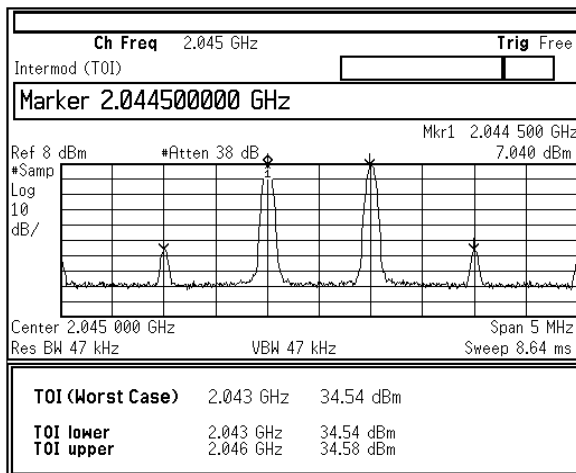 Ch Freq 2.045 GHz Trig Free
Intermod (TOI)
Marker 2.044500000 GHz
Mkr1 2.044 500 GHz
Ref 8 dBm #Atten 38 dB 7.040 dBm
#Samp
Log
10
dB/
1
Center 2.045 000 GHz Span 5 MHz
Res BW 47 kHz VBW 47 kHz Sweep 8.64 ms
TOI (Worst Case) 2.043 GHz 34.54 dBm
TOI lower 2.043 GHz 34.54 dBm
TOI upper 2.046 GHz 34.58 dBm